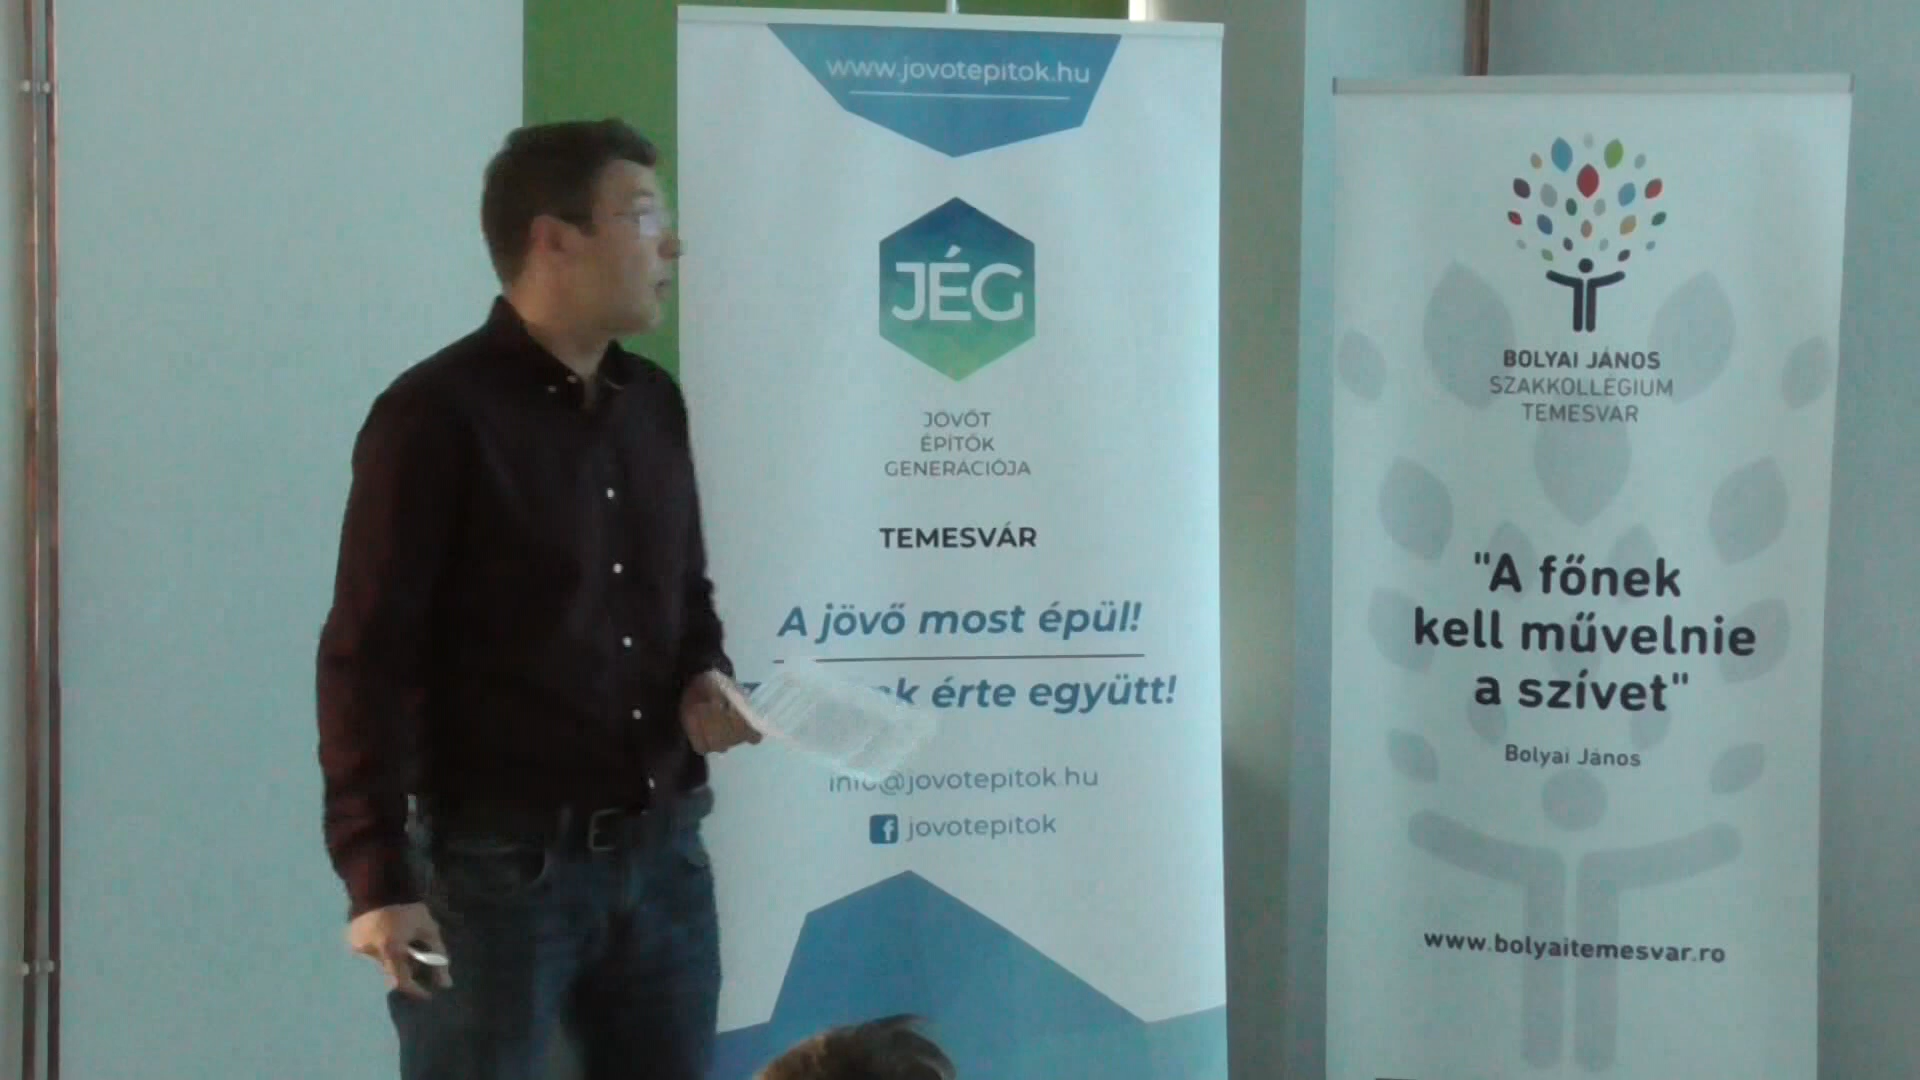 www.jovotepitok.hu
JÉG
JÖVŐT
ÉPÍTŐK
GENERÁCIÓJA
TEMESVÁR
A jövő most épül!
érte együtt!
info@jovotepitok.hu
jovotepitok
BOLYAI JÁNOS
SZAKKOLLÉGIUM
TEMESVÁR
"A főnek
kell művelnie
a szívet"
Bolyai János
www.bolyaitemesvar.ro